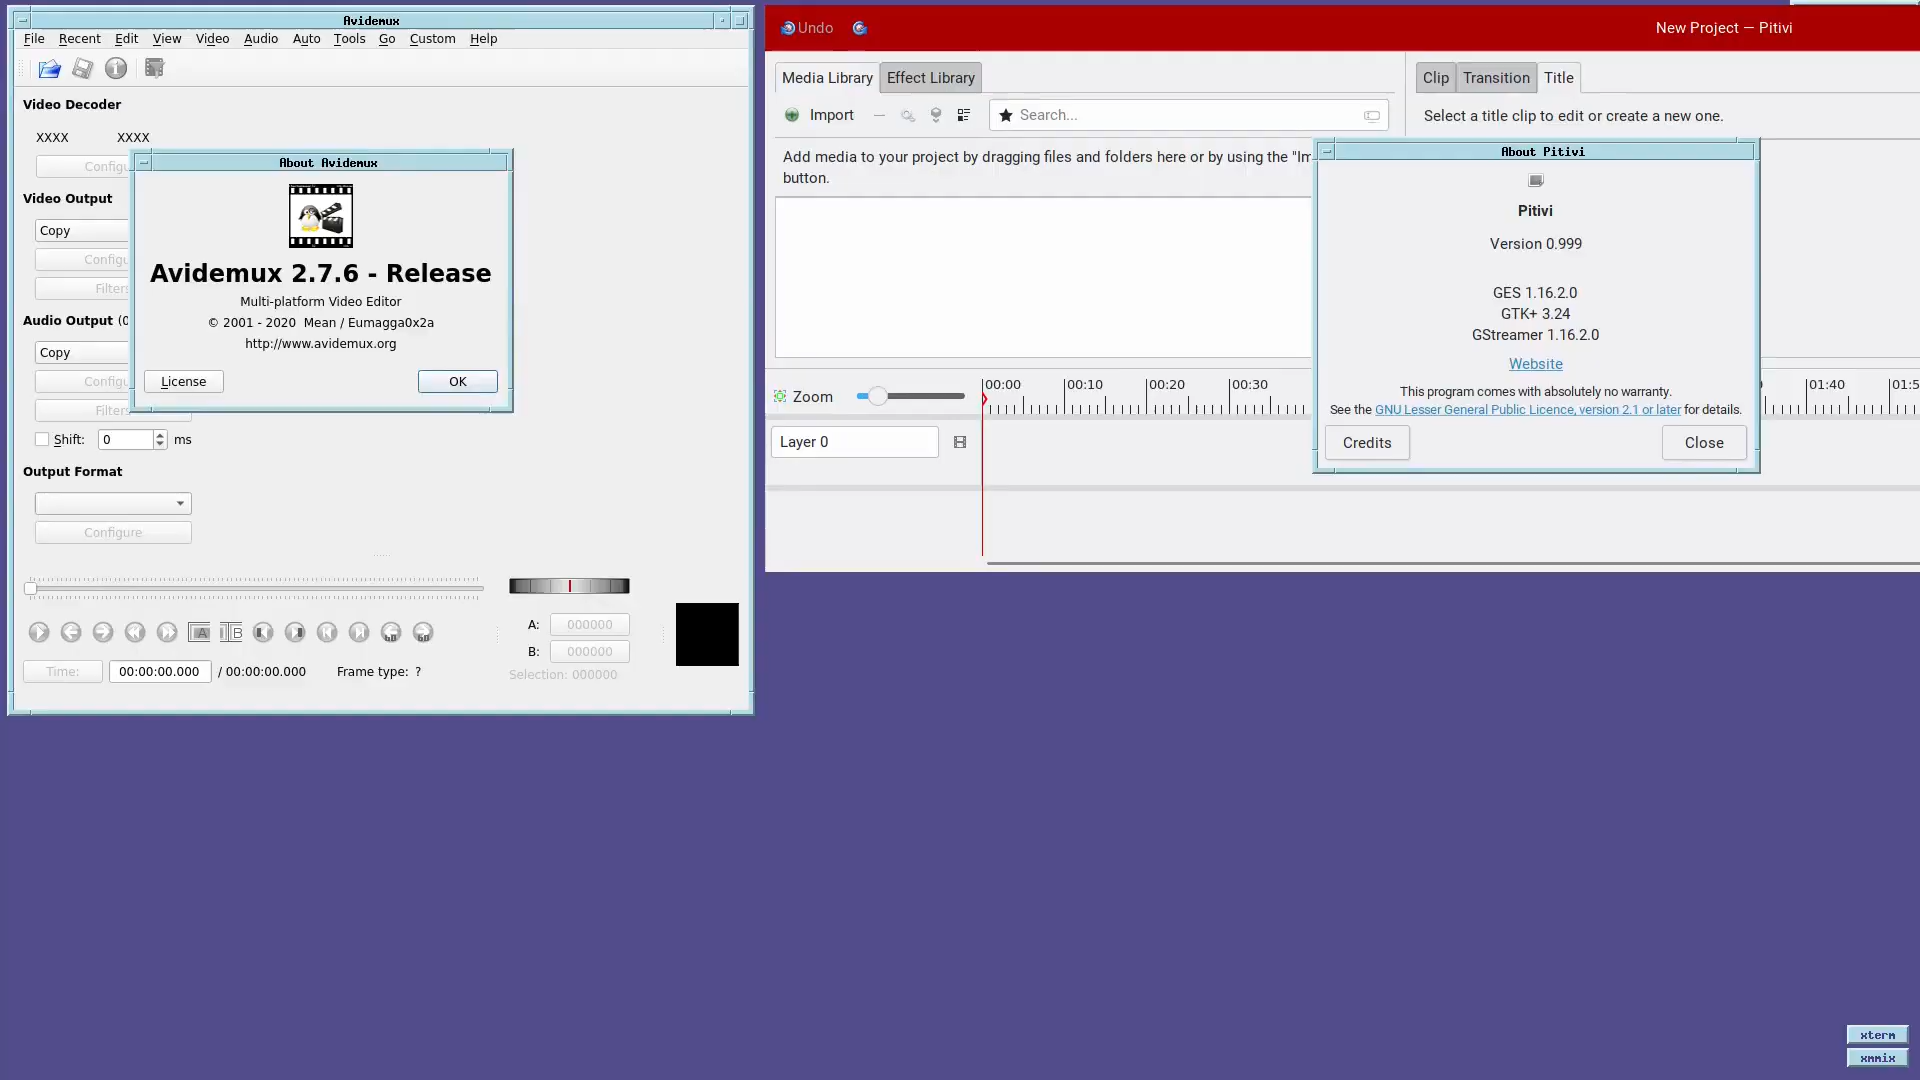 Avidemux
File Recent Edit View Video Audio Auto Tools Go Custom Help
Video Decoder
XXXX XXXX
Configu
Video Output
Copy
Configu
Filters
Audio Output (0
Copy
Configu
Filters
Shift: 0 ms
Output Format
Configure
A: 000000
B: 000000
Selection: 000000
Time: 00:00:00.000 / 00:00:00.000 Frame type: ?
About Avidemux
Avidemux 2.7.6 - Release
Multi-platform Video Editor
© 2001 - 2020 Mean / Eumagga0x2a
http://www.avidemux.org
License OK
Undo New Project — Pitivi
Media Library Effect Library
Import Search...
Add media to your project by dragging files and folders here or by using the "Im
button.
Clip Transition Title
Select a title clip to edit or create a new one.
Zoom 00:00 00:10 00:20 00:30 01:40 01:5
Layer 0
About Pitivi
Pitivi
Version 0.999
GES 1.16.2.0
GTK+ 3.24
GStreamer 1.16.2.0
Website
This program comes with absolutely no warranty.
See the GNU Lesser General Public Licence, version 2.1 or later for details.
Credits Close
xterm
xmmix